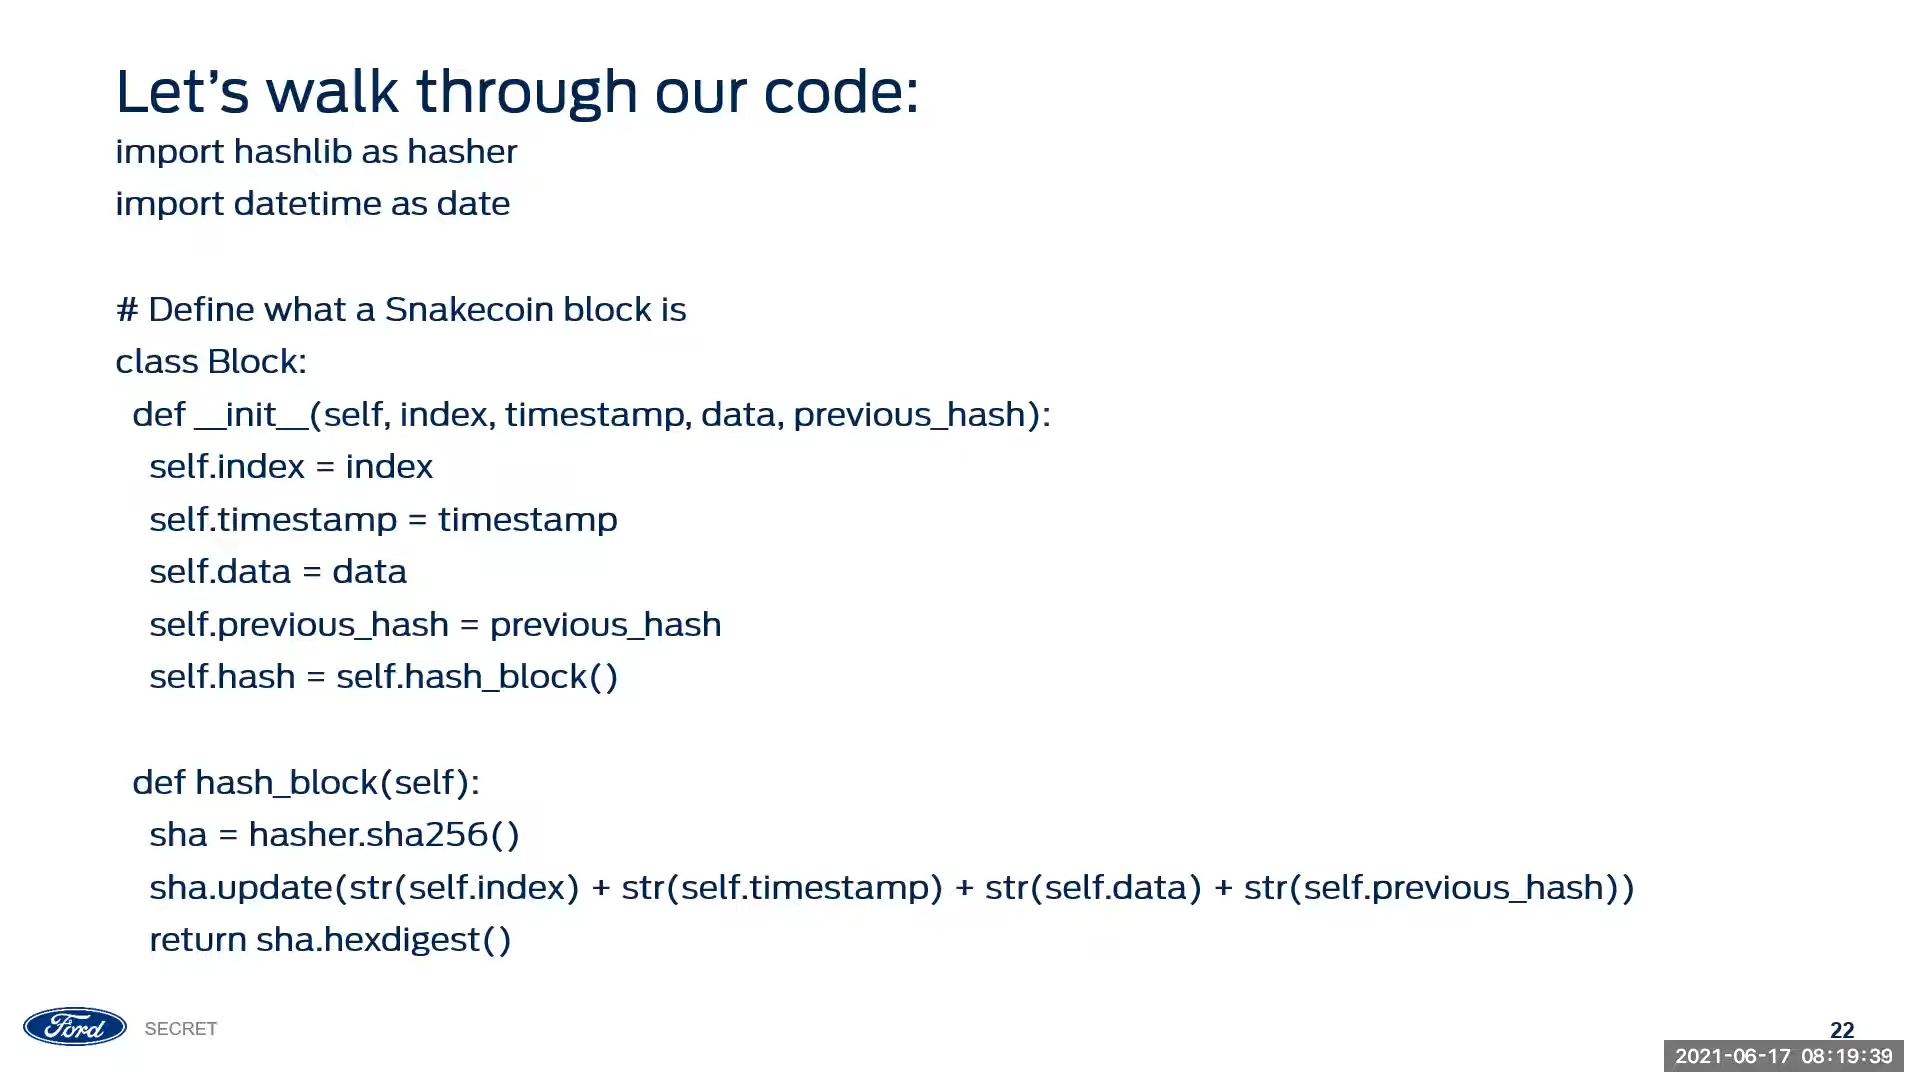 Let’s walk through our code:
import hashlib as hasher
import datetime as date
# Define what a Snakecoin block is
class Block:
def __init__(self, index, timestamp, data, previous_hash):
self.index = index
self.timestamp = timestamp
self.data = data
self.previous_hash = previous_hash
self.hash = self.hash_block()
def hash_block(self):
sha = hasher.sha256()
sha.update(str(self.index) + str(self.timestamp) + str(self.data) + str(self.previous_hash))
return sha.hexdigest()
Ford SECRET
22
2021-06-17 08:19:39